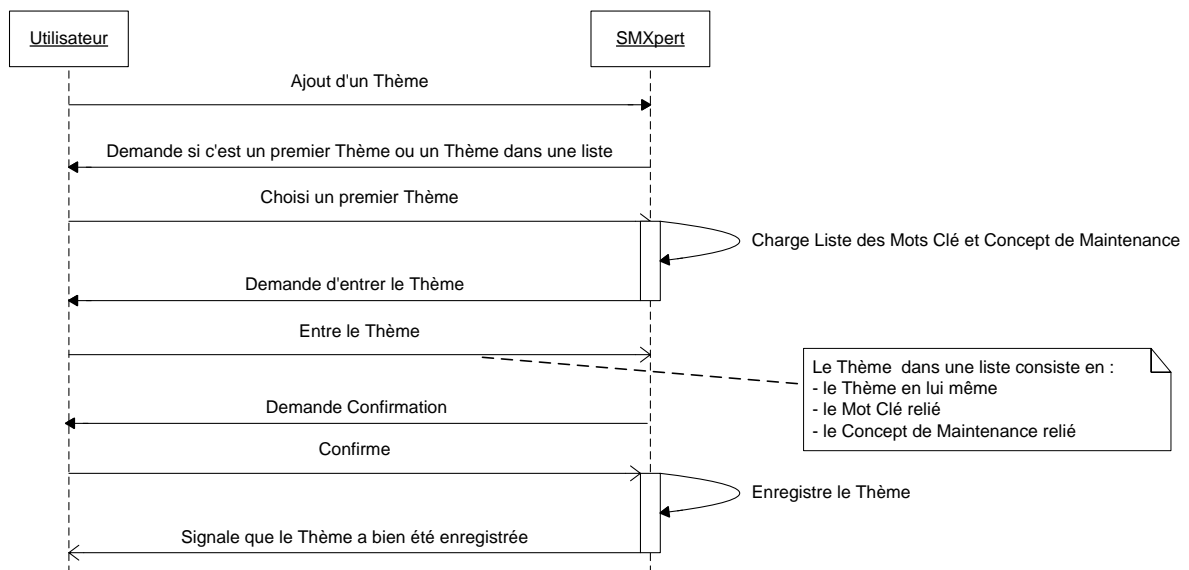 Utilisateur
SMXpert
Ajout d'un Thème
Demande si c'est un premier Thème ou un Thème dans une liste
Choisi un premier Thème
Charge Liste des Mots Clé et Concept de Maintenance
Demande d'entrer le Thème
Entre le Thème
Le Thème dans une liste consiste en :
- le Thème en lui même
- le Mot Clé relié
- le Concept de Maintenance relié
Demande Confirmation
Confirme
Enregistre le Thème
Signale que le Thème a bien été enregistrée